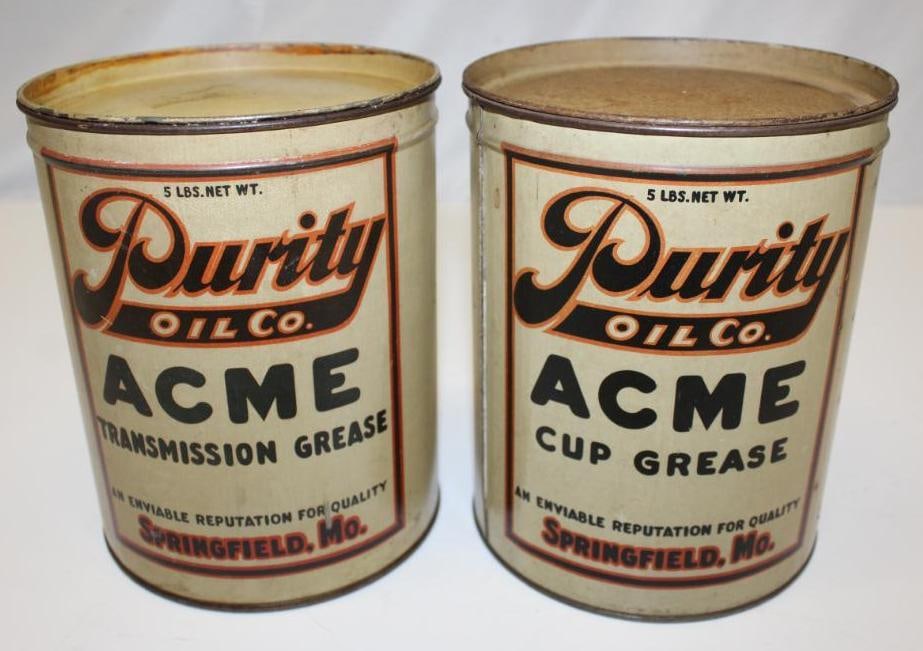 5 LBS. NET WT.
Purity
OIL CO.
ACME
TRANSMISSION GREASE
AN ENVIABLE REPUTATION FOR QUALITY
SPRINGFIELD, MO.
5 LBS. NET WT.
Purity
OIL CO.
ACME
CUP GREASE
AN ENVIABLE REPUTATION FOR QUALITY
SPRINGFIELD, MO.